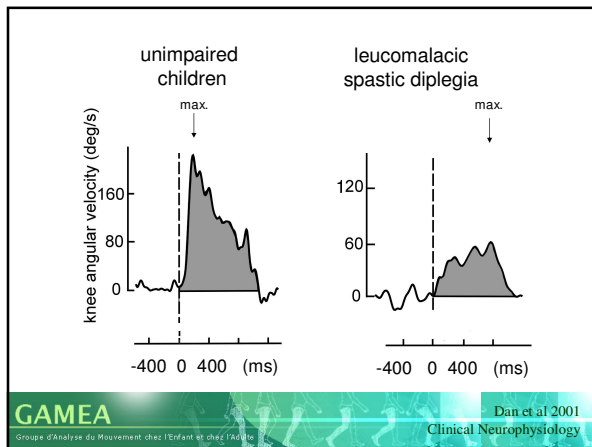 unimpaired
children
max.
knee angular velocity (deg/s)
160
80
0
-400 0 400 (ms)
leucomalacic
spastic diplegia
max.
120
60
0
-400 0 400 (ms)
GAMEA
Groupe d'Analyse du Mouvement chez l'Enfant et chez l'Adulte
Dan et al 2001
Clinical Neurophysiology